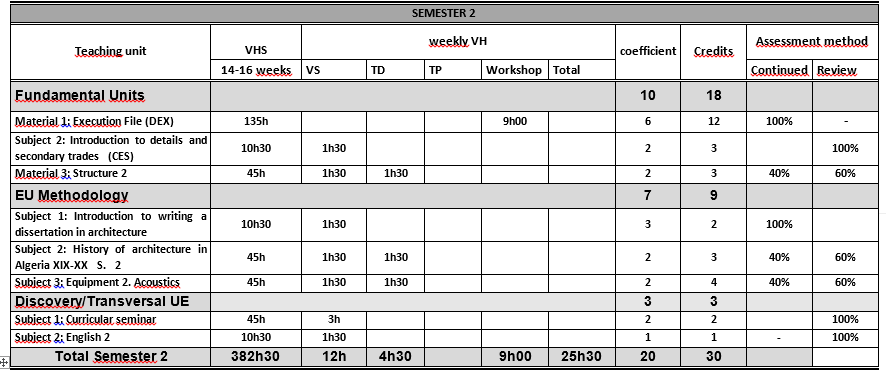 SEMESTER 2
Teaching unit VHS weekly VH coefficient Credits Assessment method
14-16 weeks VS TD TP Workshop Total Continued Review
Fundamental Units 10 18
Material 1: Execution File (DEX) 135h 9h00 6 12 100% -
Subject 2: Introduction to details and
secondary trades (CES) 10h30 1h30 2 3 100%
Material 3: Structure 2 45h 1h30 1h30 2 3 40% 60%
EU Methodology 7 9
Subject 1: Introduction to writing a
dissertation in architecture 10h30 1h30 3 2 100%
Subject 2: History of architecture in
Algeria XIX-XX S. 2 45h 1h30 1h30 2 3 40% 60%
Subject 3: Equipment 2. Acoustics 45h 1h30 1h30 2 4 40% 60%
Discovery/Transversal UE 3 3
Subject 1: Curricular seminar 45h 3h 2 2 100%
Subject 2: English 2 10h30 1h30 1 1 - 100%
Total Semester 2 382h30 12h 4h30 9h00 25h30 20 30